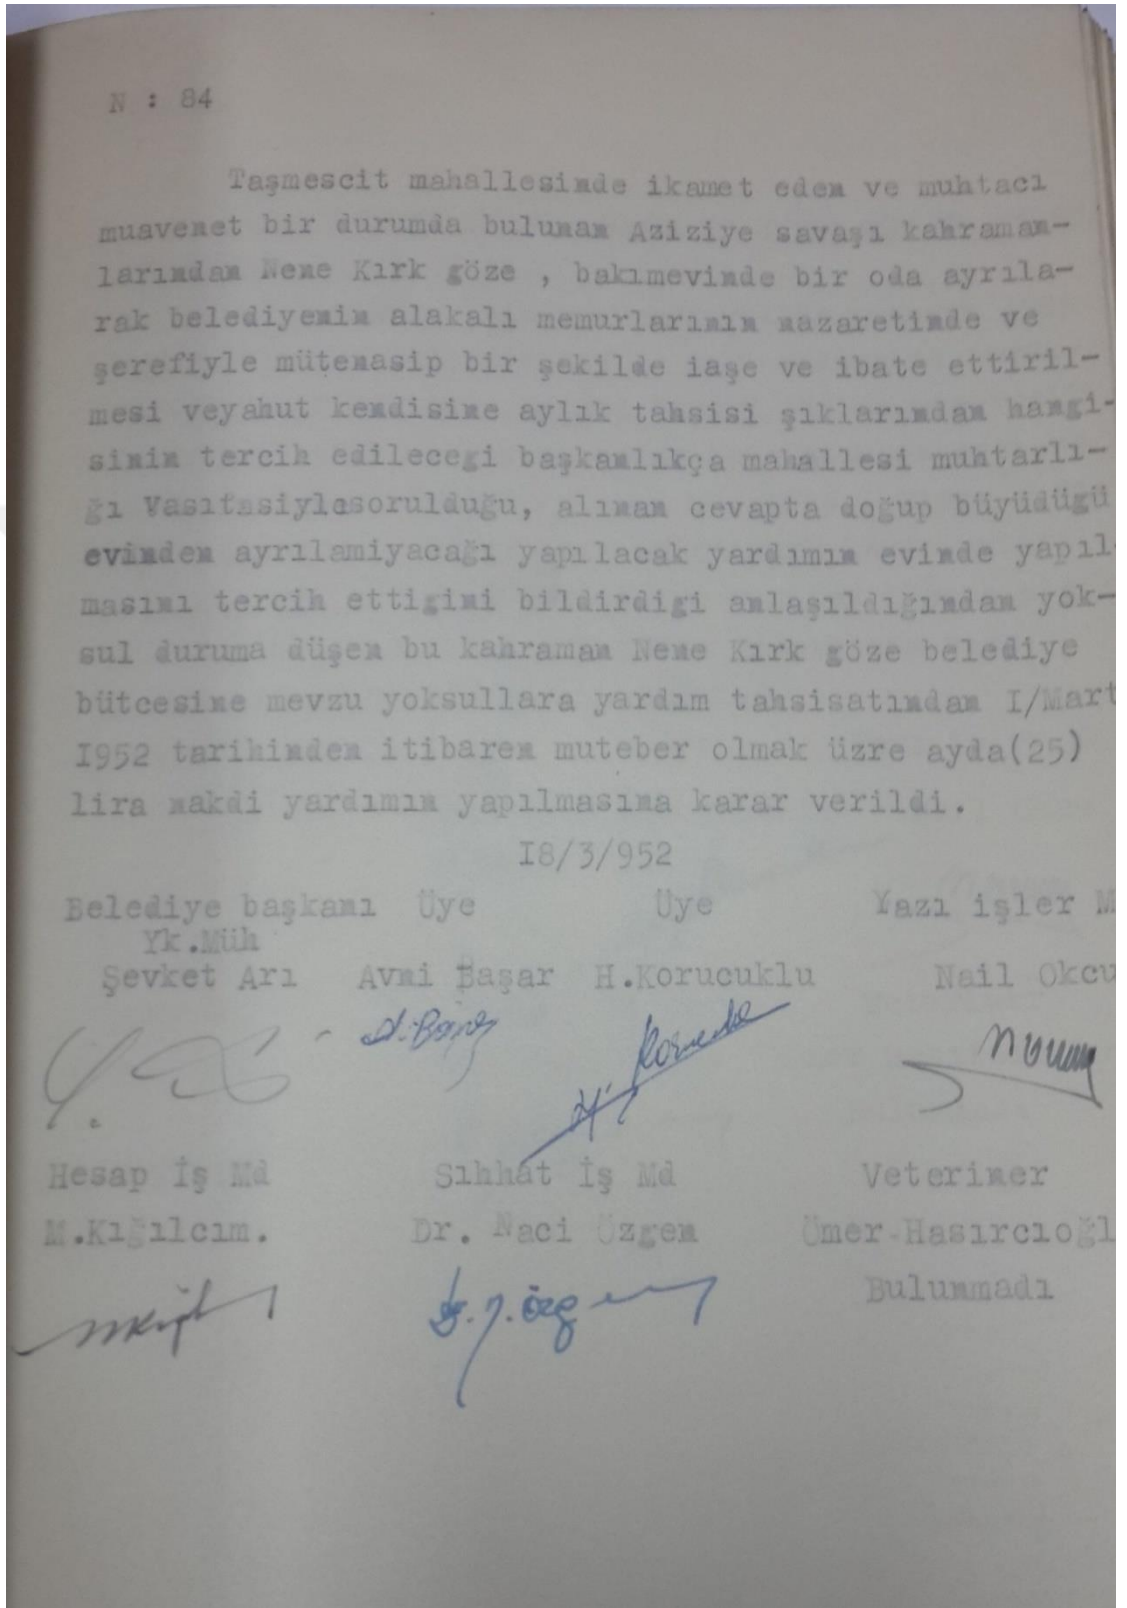 N : 84
Taşmescit mahallesinde ikamet eden ve muhtacı
muavenet bir durumda bulunan Aziziye savaşı kahraman-
larından Nene Kırk göze , bakımevinde bir oda ayrıla-
rak belediyenin alakalı memurlarının nazaretinde ve
şerefiyle mütenasip bir şekilde iaşe ve ibate ettiril-
mesi veyahut kendisine aylık tahsisi şıklarından hangi-
sinin tercih edilecegi başkanlıkça mahallesi muhtarlı-
ğı Vasıtasiylesorulduğu, alınan cevapta doğup büyüdügü
evinden ayrılamiyacağı yapılacak yardımın evinde yapıl
masını tercih ettigini bildirdigi anlaşıldığından yok-
sul duruma düşen bu kahraman Nene Kırk göze belediye
bütcesine mevzu yoksullara yardım tahsisatından I/Mart
I952 tarihinden itibaren muteber olmak üzre ayda(25)
lira nakdi yardımın yapılmasına karar verildi.
I8/3/952
Belediye başkanı Üye Üye Yazı işler M
Yk.Müh
Şevket Arı Avni Başar H.Korucuklu Nail Okcu
Hesap İş Md Sıhhat İş Md Veteriner
M.Kığılcım. Dr. Naci Özgen Ömer Hasırcıoğl
Bulunmadı
Dr. N. Özgen